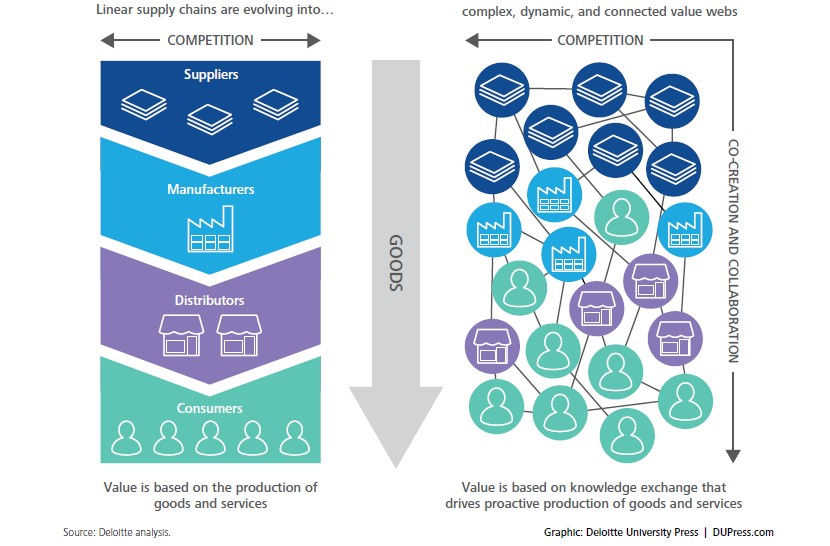 Linear supply chains are evolving into…
COMPETITION
Suppliers
Manufacturers
Distributors
Consumers
Value is based on the production of
goods and services
GOODS
complex, dynamic, and connected value webs
COMPETITION
CO-CREATION AND COLLABORATION
Value is based on knowledge exchange that
drives proactive production of goods and services
Source: Deloitte analysis.
Graphic: Deloitte University Press | DUPress.com